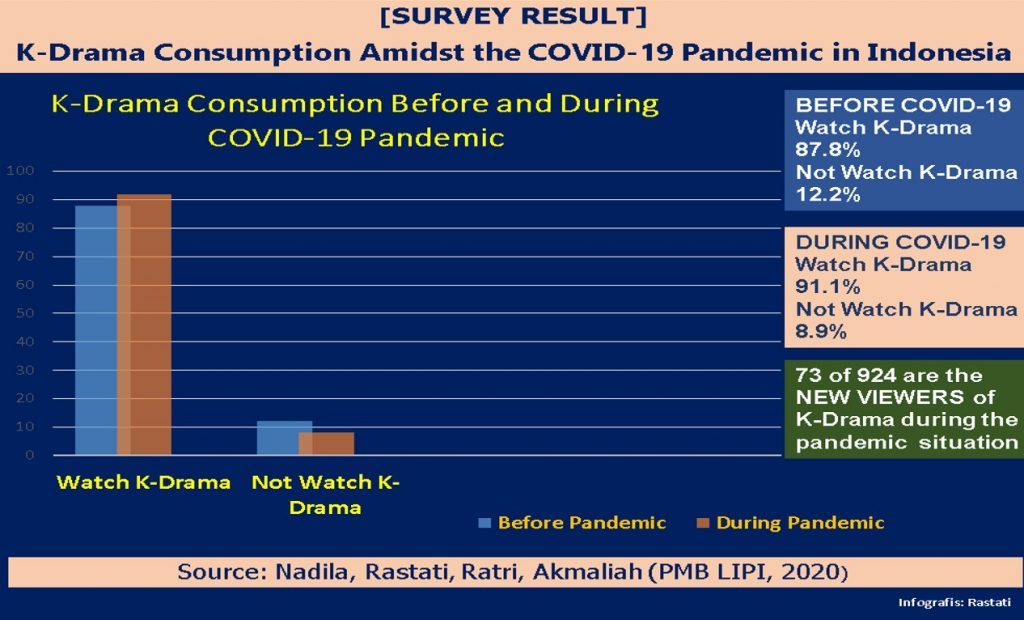 [SURVEY RESULT]
K-Drama Consumption Amidst the COVID-19 Pandemic in Indonesia
K-Drama Consumption Before and During
COVID-19 Pandemic
100
90
80
70
60
50
40
30
20
10
0
Watch K-Drama
Not Watch K-
Drama
Before Pandemic
During Pandemic
BEFORE COVID-19
Watch K-Drama
87.8%
Not Watch K-Drama
12.2%
DURING COVID-19
Watch K-Drama
91.1%
Not Watch K-Drama
8.9%
73 of 924 are the
NEW VIEWERS of
K-Drama during the
pandemic situation
Source: Nadila, Rastati, Ratri, Akmaliah (PMB LIPI, 2020)
Infografis: Rastati